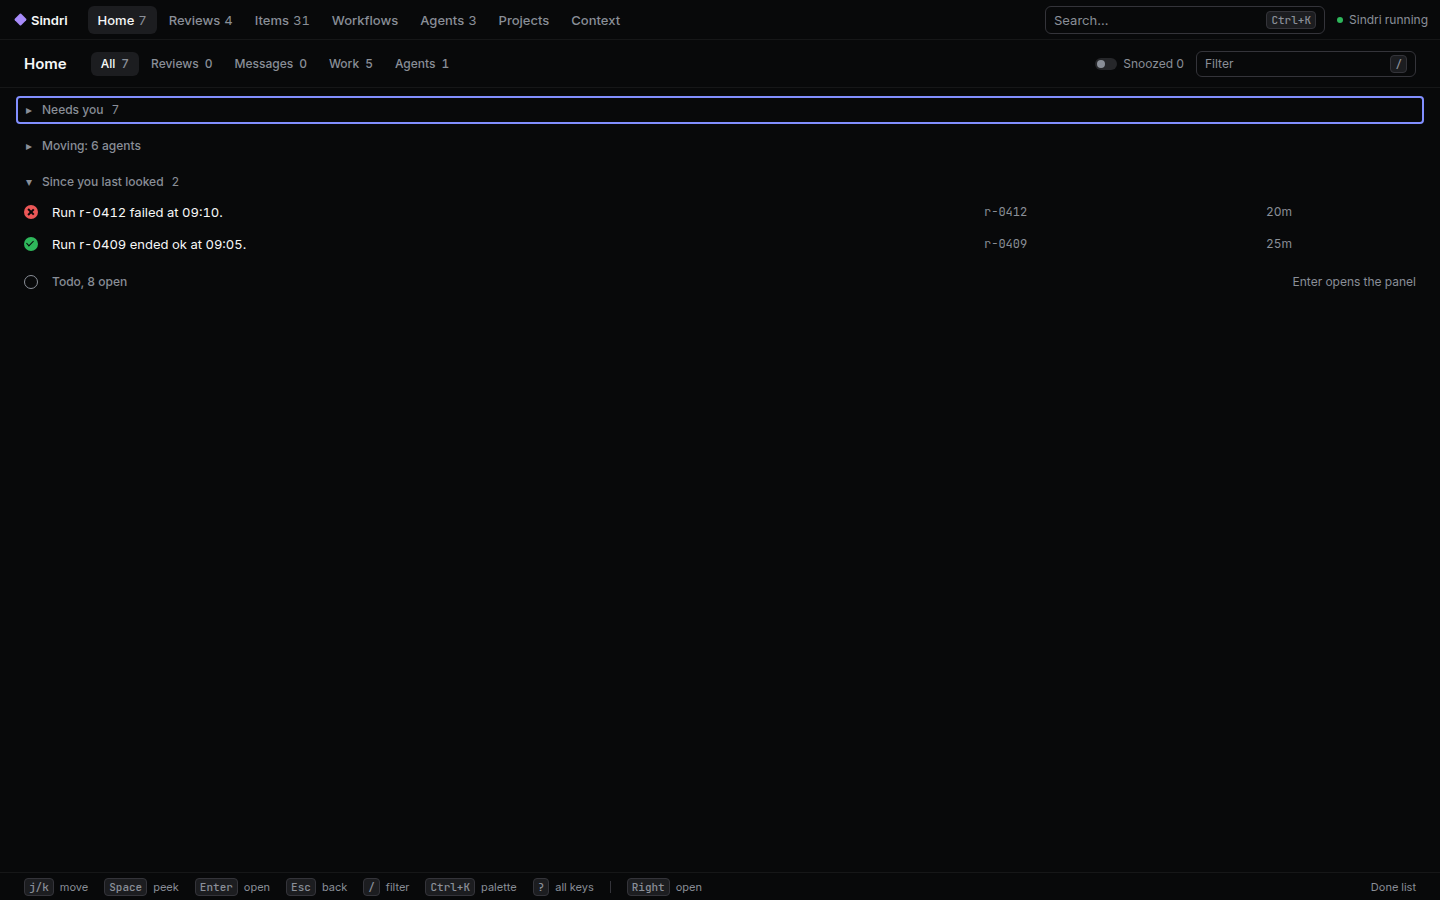 Sindri Home 7 Reviews 4 Items 31 Workflows Agents 3 Projects Context Search... Ctrl+K Sindri running
Home All 7 Reviews 0 Messages 0 Work 5 Agents 1 Snoozed 0 Filter /
Needs you 7
Moving: 6 agents
Since you last looked 2
Run r-0412 failed at 09:10. r-0412 20m
Run r-0409 ended ok at 09:05. r-0409 25m
Todo, 8 open Enter opens the panel
j/k move Space peek Enter open Esc back / filter Ctrl+K palette ? all keys Right open Done list